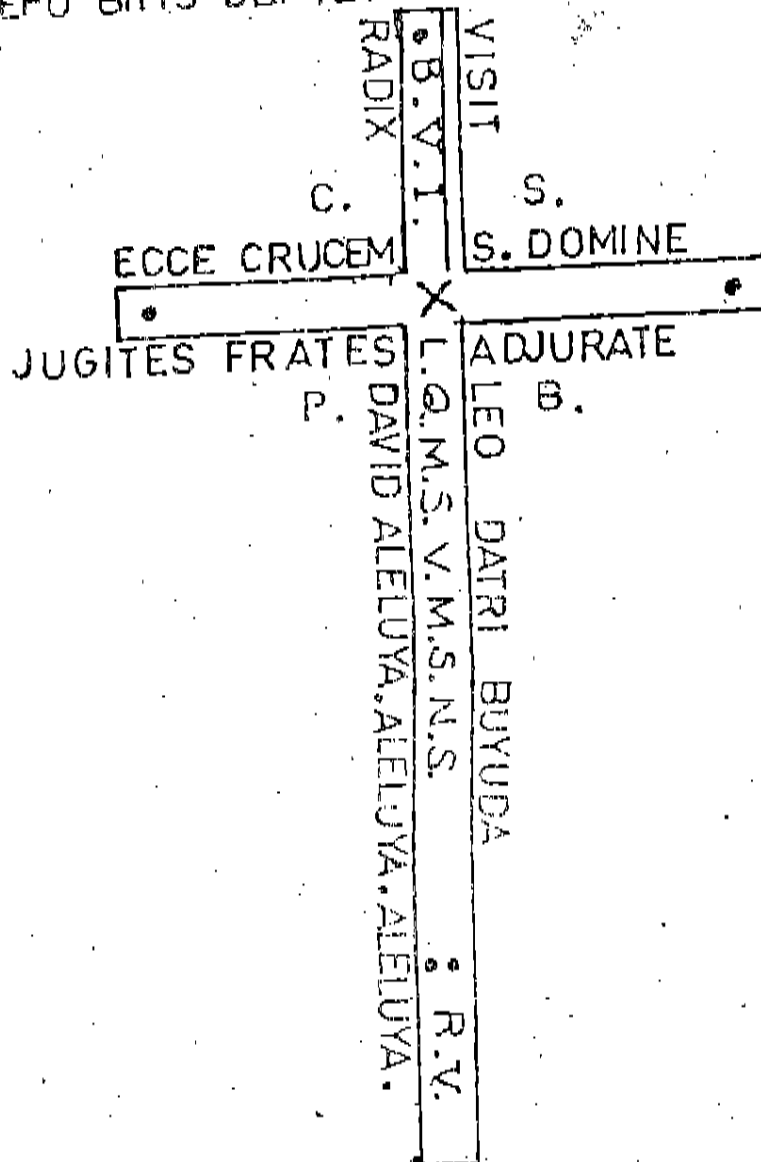 VISIT
.B.V.I.
RADIX
C.
S.
ECCE CRUCEM
S. DOMINE
X
JUGITES FRATES
ADJURATE
P.
B.
LEO DATRI BUYUDA
L.Q.M.S.V.M.S.N.S.
R.V.
DAVID ALELUYA. ALELUYA. ALELUYA.